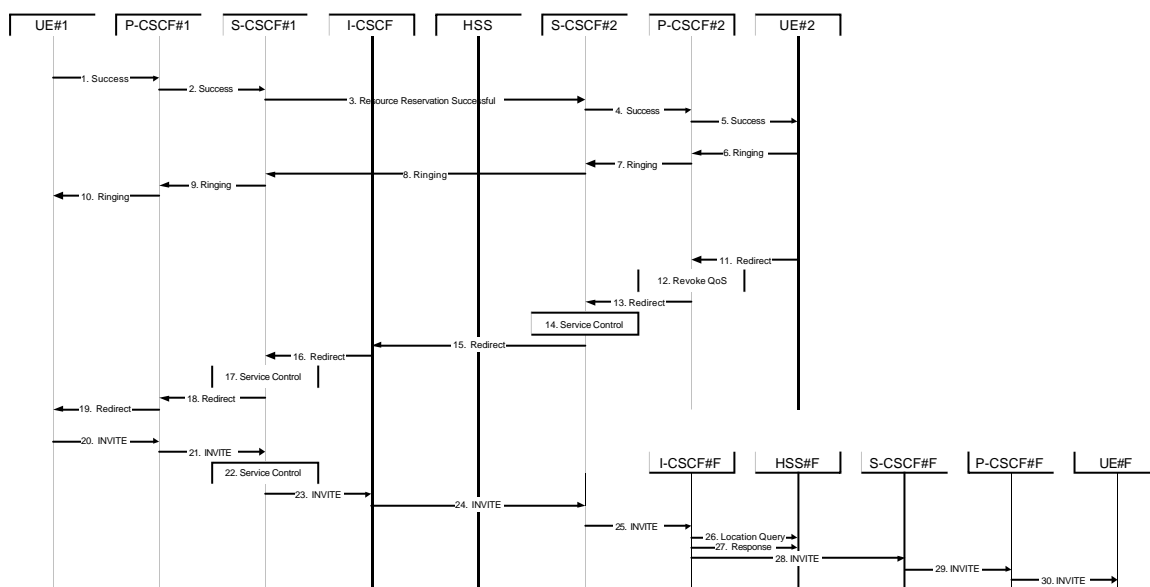 UE#1 P-CSCF#1 S-CSCF#1 I-CSCF HSS S-CSCF#2 P-CSCF#2 UE#2
1. Success
2. Success
3. Resource Reservation Successful
4. Success
5. Success
6. Ringing
7. Ringing
8. Ringing
9. Ringing
10. Ringing
11. Redirect
12. Revoke QoS
13. Redirect
14. Service Control
15. Redirect
16. Redirect
17. Service Control
18. Redirect
19. Redirect
20. INVITE
21. INVITE
I-CSCF#F HSS#F S-CSCF#F P-CSCF#F UE#F
22. Service Control
23. INVITE
24. INVITE
25. INVITE
26. Location Query
27. Response
28. INVITE
29. INVITE
30. INVITE